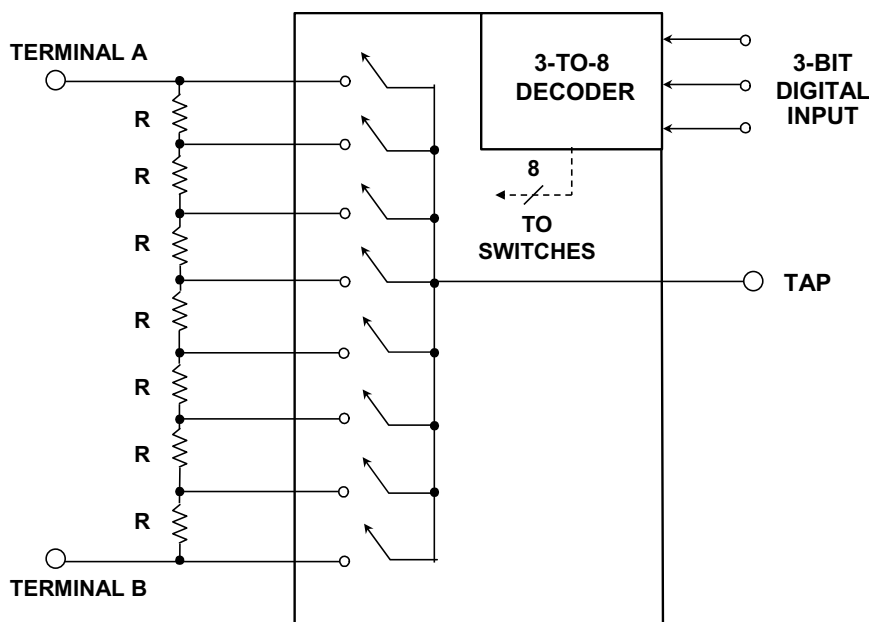 TERMINAL A
3-TO-8
DECODER
3-BIT
DIGITAL
INPUT
R
R
8
TO
SWITCHES
R
TAP
R
R
R
R
TERMINAL B